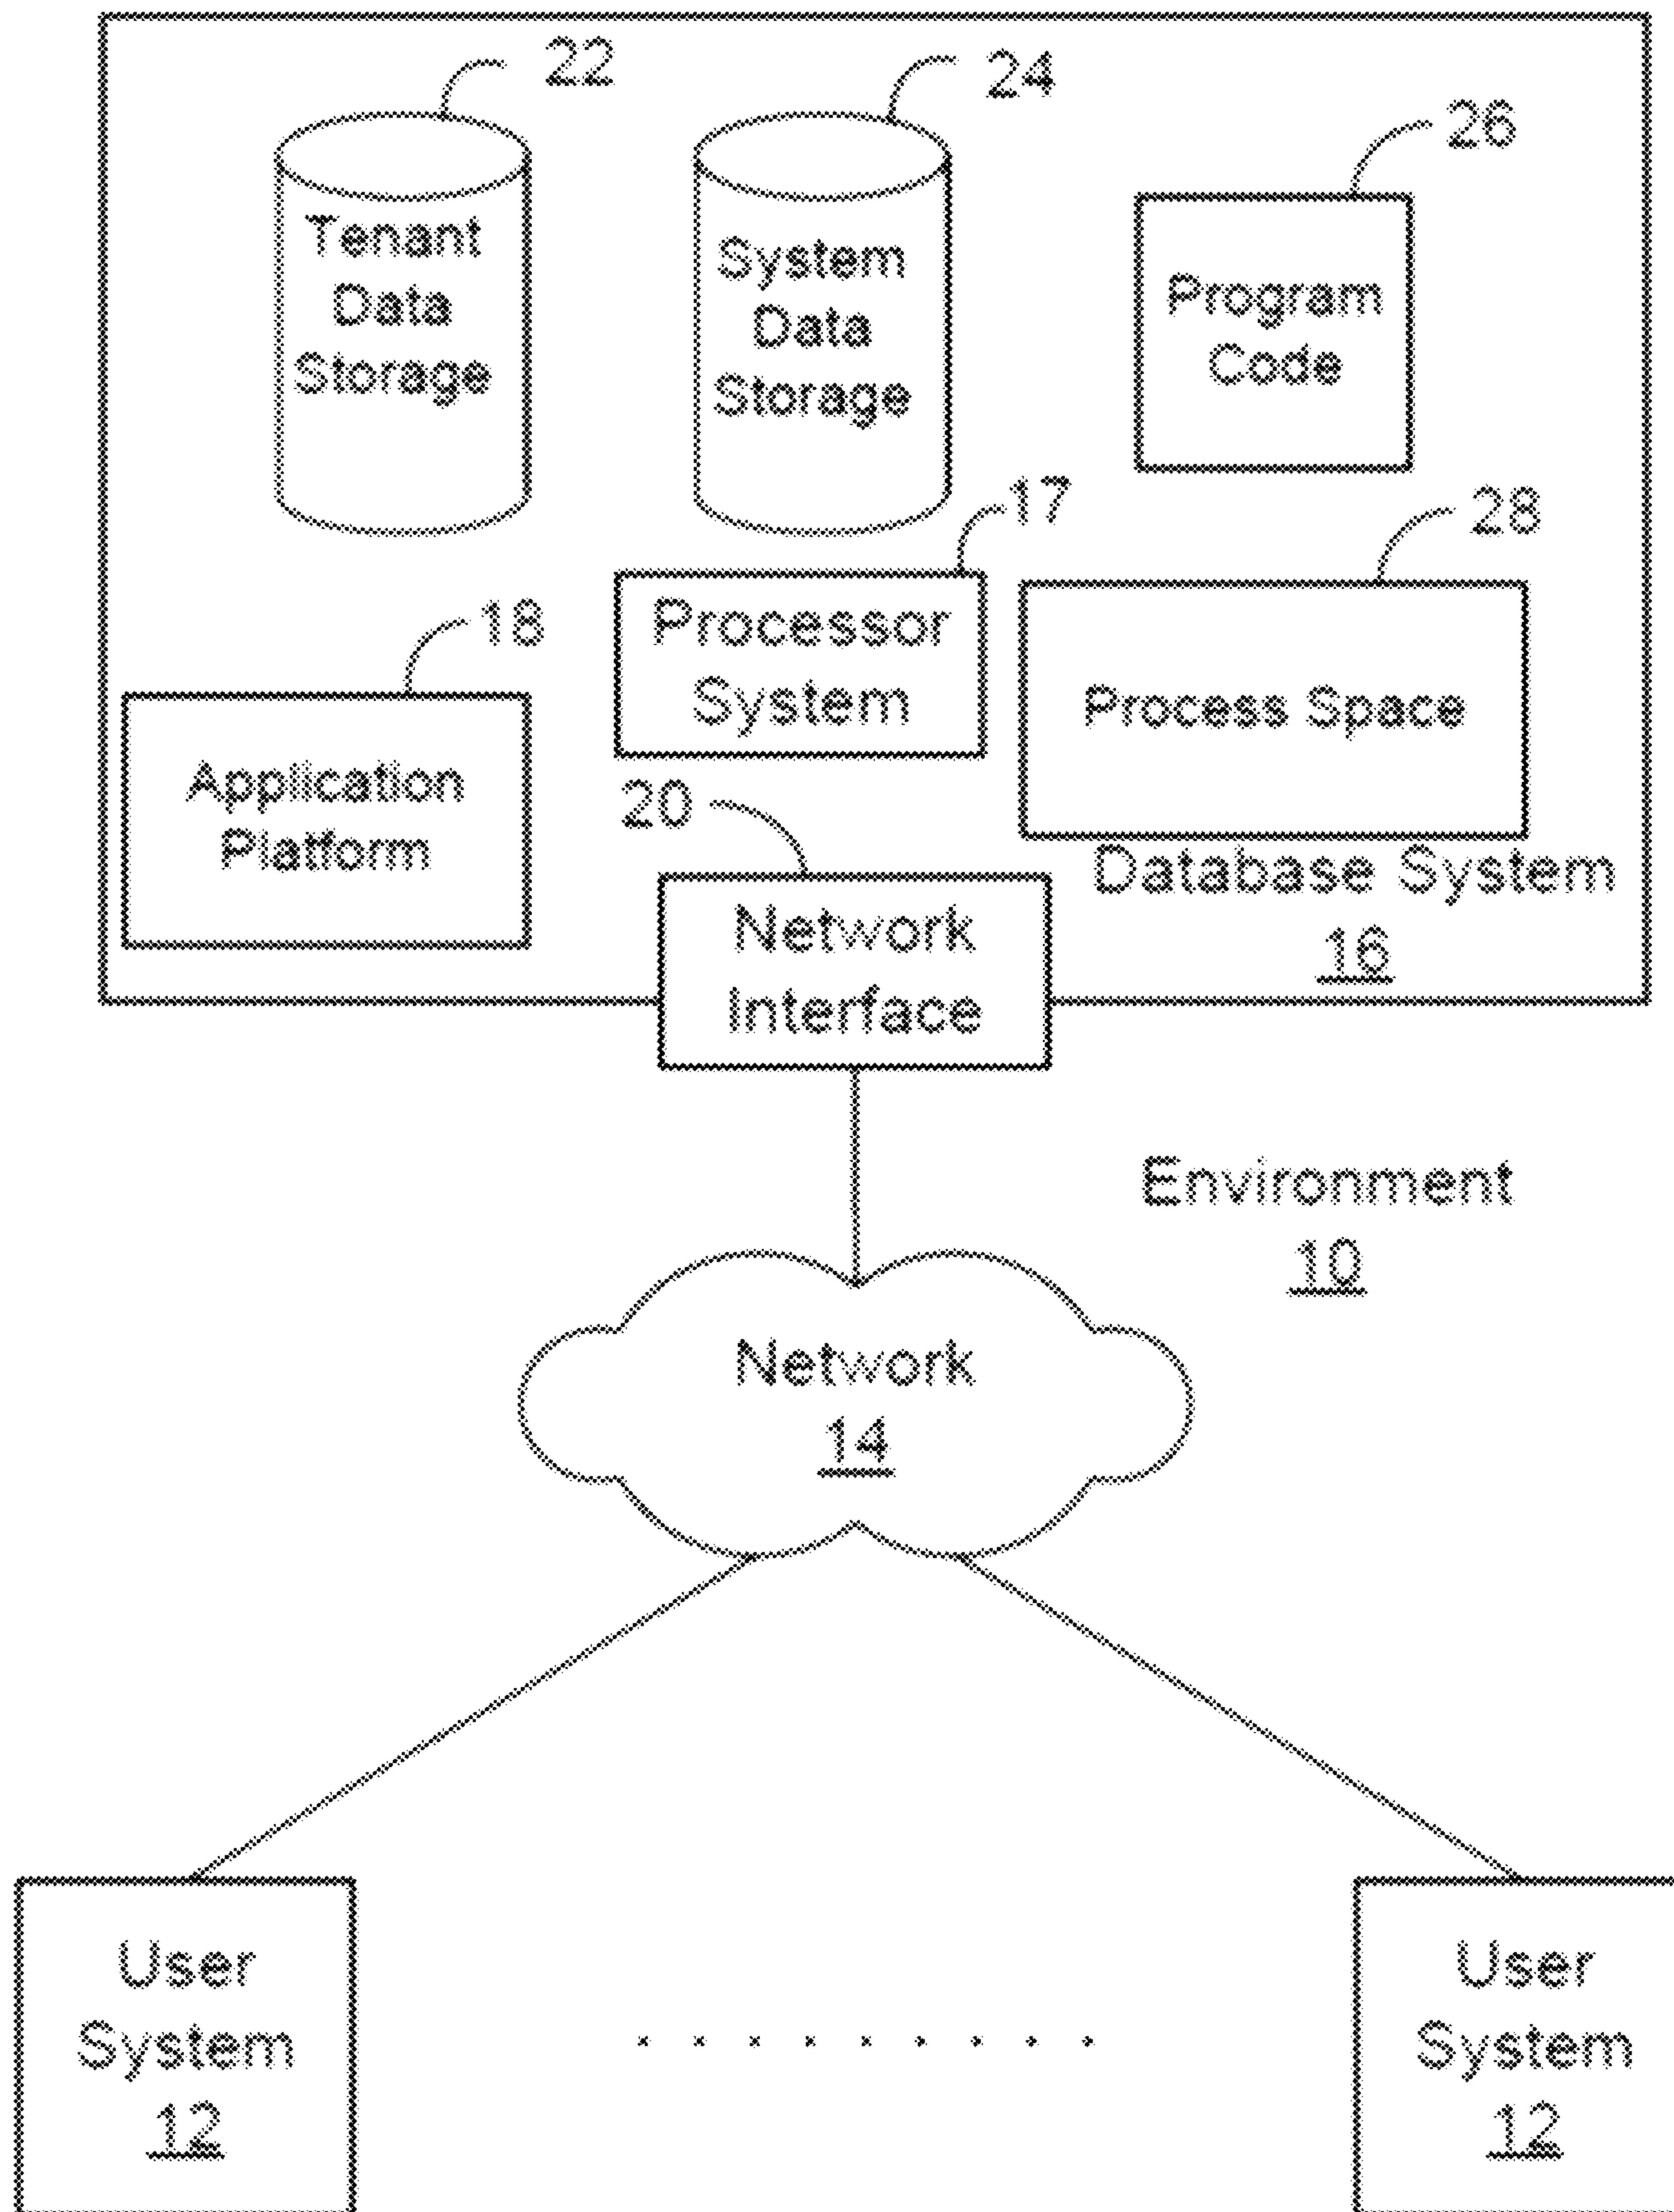 22
24
26
Tenant
Data
Storage
System
Data
Storage
Program
Code
17
28
18
Processor
System
Process Space
Application
Platform
20
Database System
16
Network
Interface
Environment
10
Network
14
User
System
12
User
System
12